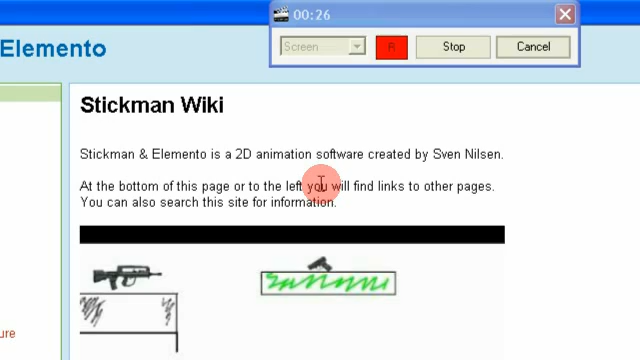 00:26
Screen
R
Stop
Cancel
Elemento
Stickman Wiki
Stickman & Elemento is a 2D animation software created by Sven Nilsen.
At the bottom of this page or to the left you will find links to other pages.
You can also search this site for information.
ure